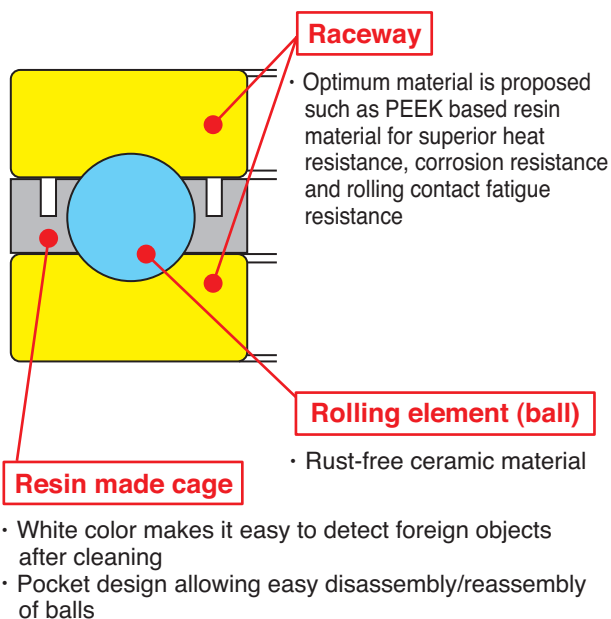 Raceway
· Optimum material is proposed
such as PEEK based resin
material for superior heat
resistance, corrosion resistance
and rolling contact fatigue
resistance
Rolling element (ball)
· Rust-free ceramic material
Resin made cage
· White color makes it easy to detect foreign objects
after cleaning
· Pocket design allowing easy disassembly/reassembly
of balls